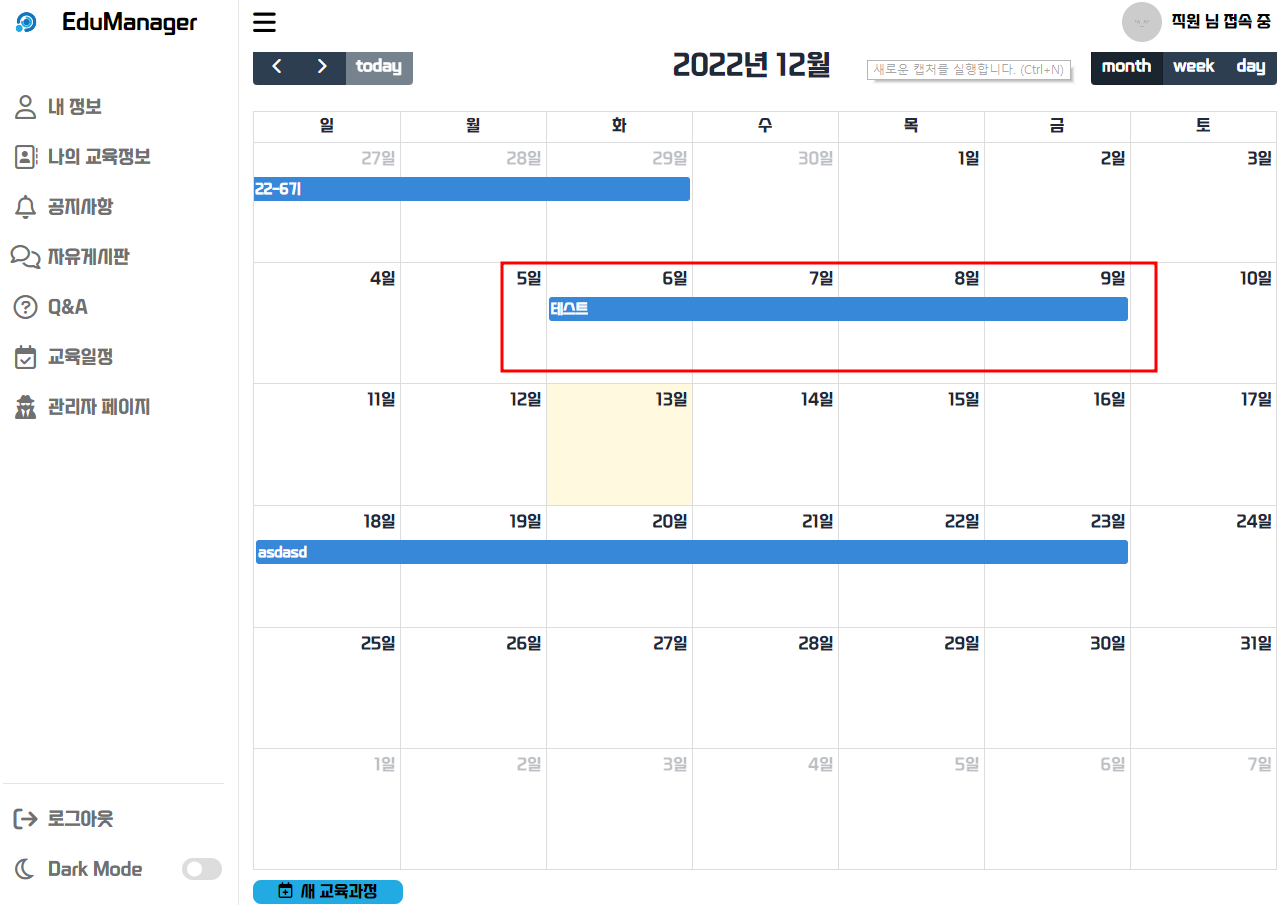 EduManager
직원 님 접속 중
today
2022년 12월
새로운 캡처를 실행합니다. (Ctrl+N)
month week day
내 정보
나의 교육정보
공지사항
자유게시판
Q&A
교육일정
관리자 페이지
일 월 화 수 목 금 토
27일 28일 29일 30일 1일 2일 3일
22-6기
4일 5일 6일 7일 8일 9일 10일
테스트
11일 12일 13일 14일 15일 16일 17일
18일 19일 20일 21일 22일 23일 24일
asdasd
25일 26일 27일 28일 29일 30일 31일
1일 2일 3일 4일 5일 6일 7일
로그아웃
Dark Mode
새 교육과정